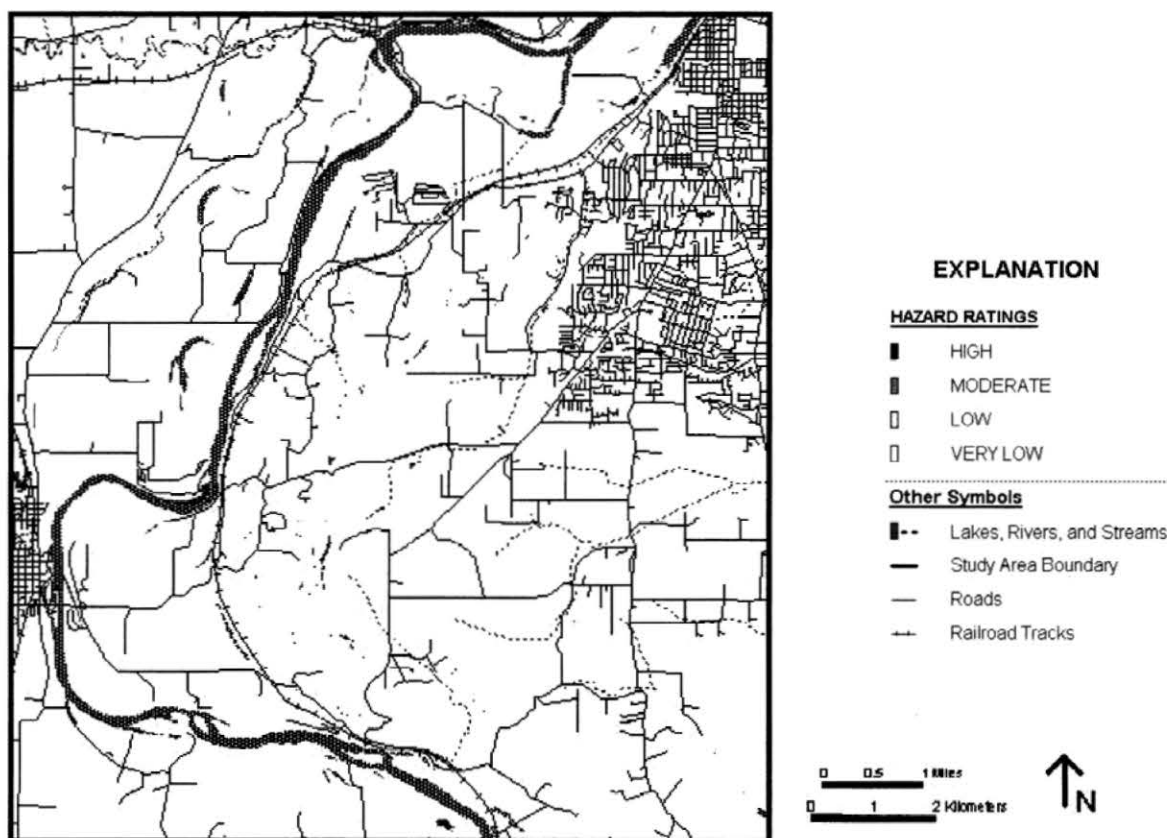 EXPLANATION
HAZARD RATINGS
HIGH
MODERATE
LOW
VERY LOW
Other Symbols
Lakes, Rivers, and Streams
Study Area Boundary
Roads
Railroad Tracks
0 0.5 1 Miles
0 1 2 Kilometers
N